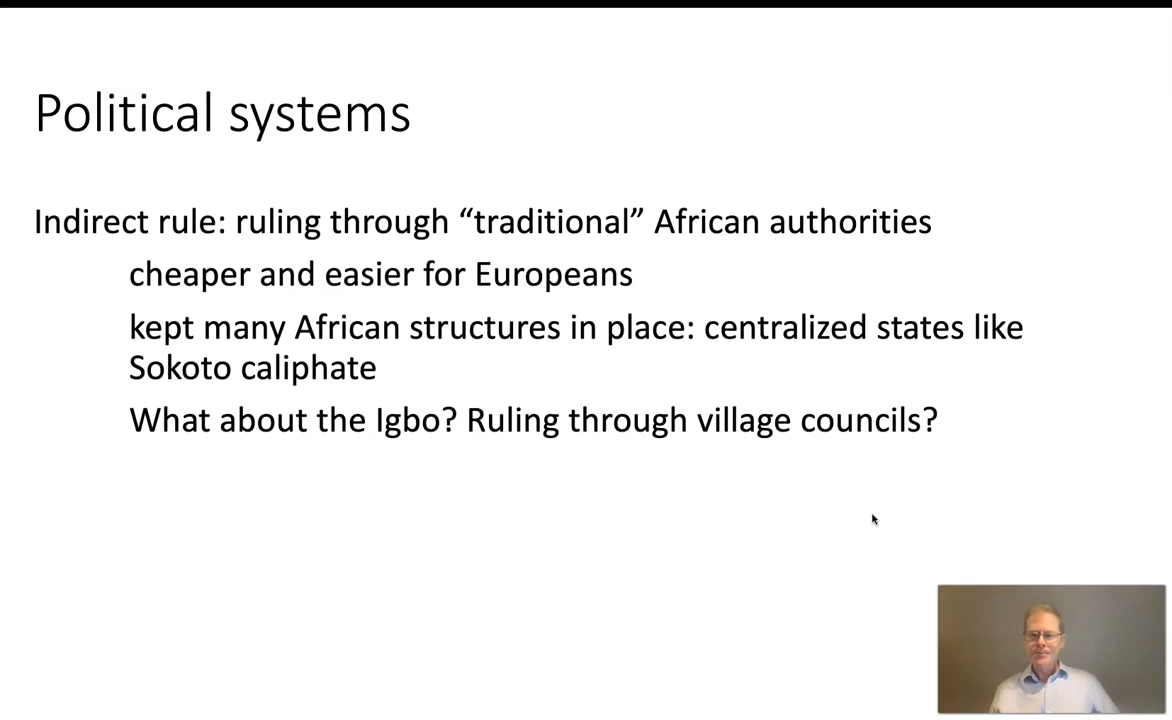 Political systems
Indirect rule: ruling through “traditional” African authorities
cheaper and easier for Europeans
kept many African structures in place: centralized states like
Sokoto caliphate
What about the Igbo? Ruling through village councils?